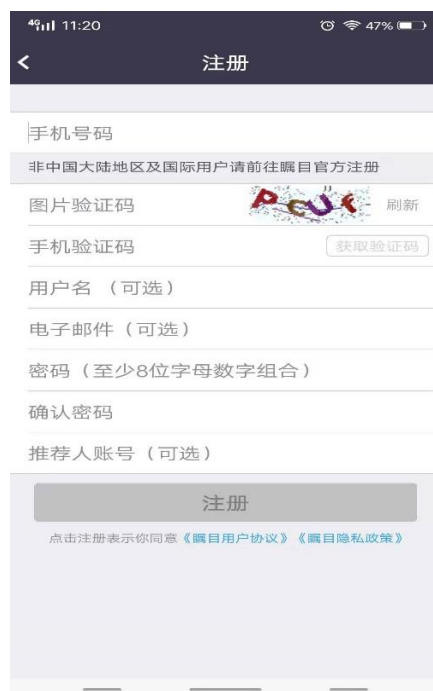 4G 11:20 47%
注册
手机号码
非中国大陆地区及国际用户请前往瞩目官方注册
图片验证码 PcUf 刷新
手机验证码 获取验证码
用户名 （可选）
电子邮件（可选）
密码（至少8位字母数字组合）
确认密码
推荐人账号（可选）
注册
点击注册表示你同意《瞩目用户协议》《瞩目隐私政策》